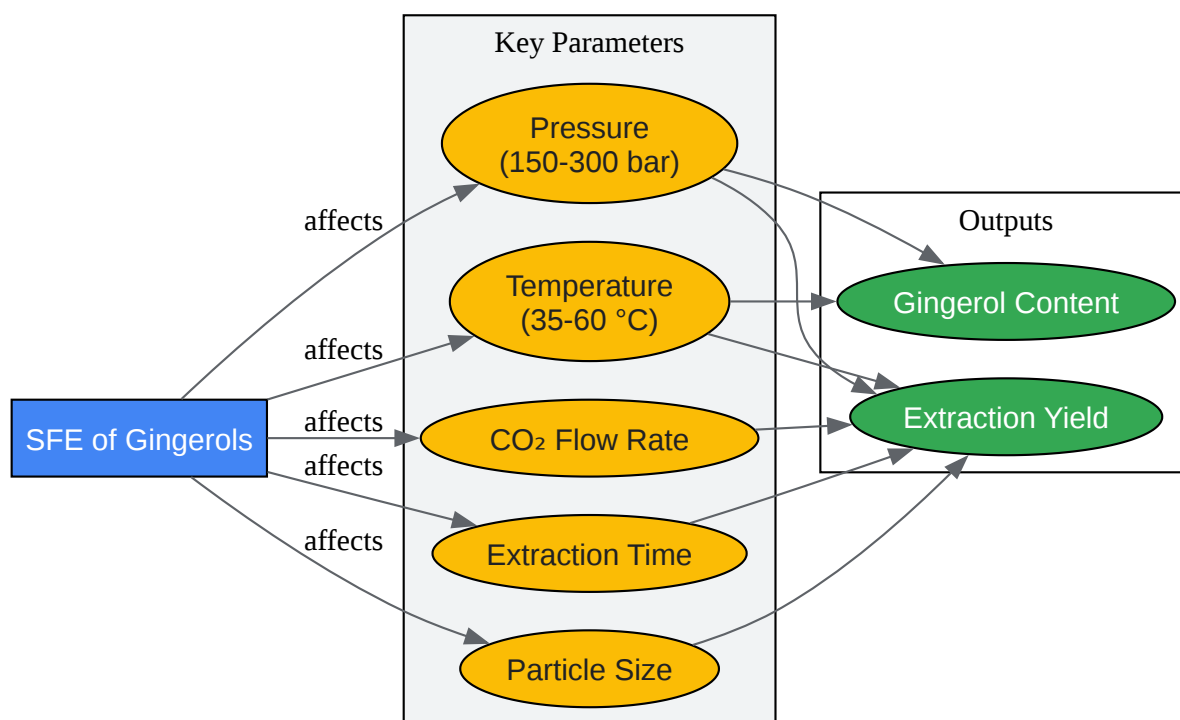 Key Parameters
Pressure
(150-300 bar)
affects
Outputs
Temperature
(35-60 °C)
Gingerol Content
affects
SFE of Gingerols
affects
CO₂ Flow Rate
Extraction Yield
affects
Extraction Time
affects
Particle Size